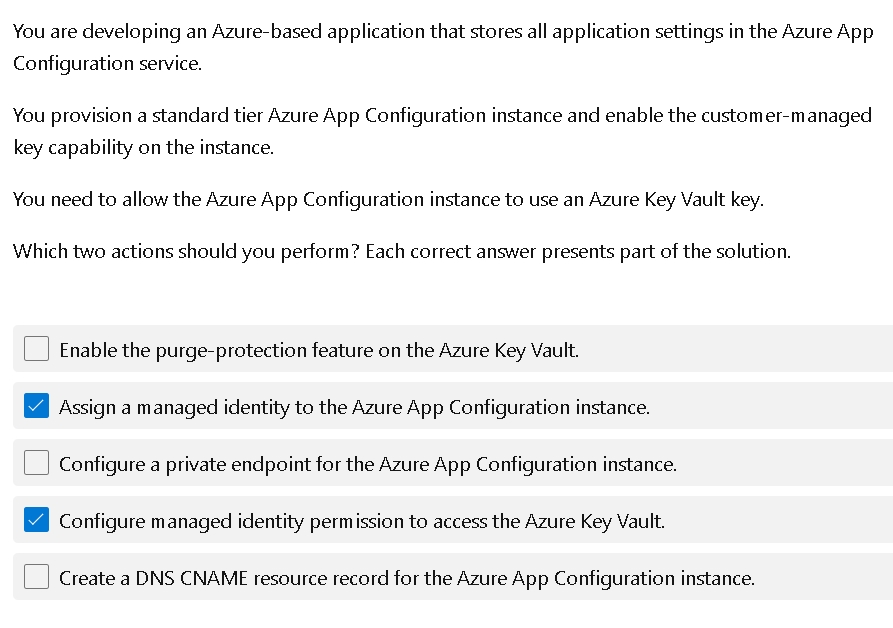 You are developing an Azure-based application that stores all application settings in the Azure App
Configuration service.
You provision a standard tier Azure App Configuration instance and enable the customer-managed
key capability on the instance.
You need to allow the Azure App Configuration instance to use an Azure Key Vault key.
Which two actions should you perform? Each correct answer presents part of the solution.
Enable the purge-protection feature on the Azure Key Vault.
Assign a managed identity to the Azure App Configuration instance.
Configure a private endpoint for the Azure App Configuration instance.
Configure managed identity permission to access the Azure Key Vault.
Create a DNS CNAME resource record for the Azure App Configuration instance.